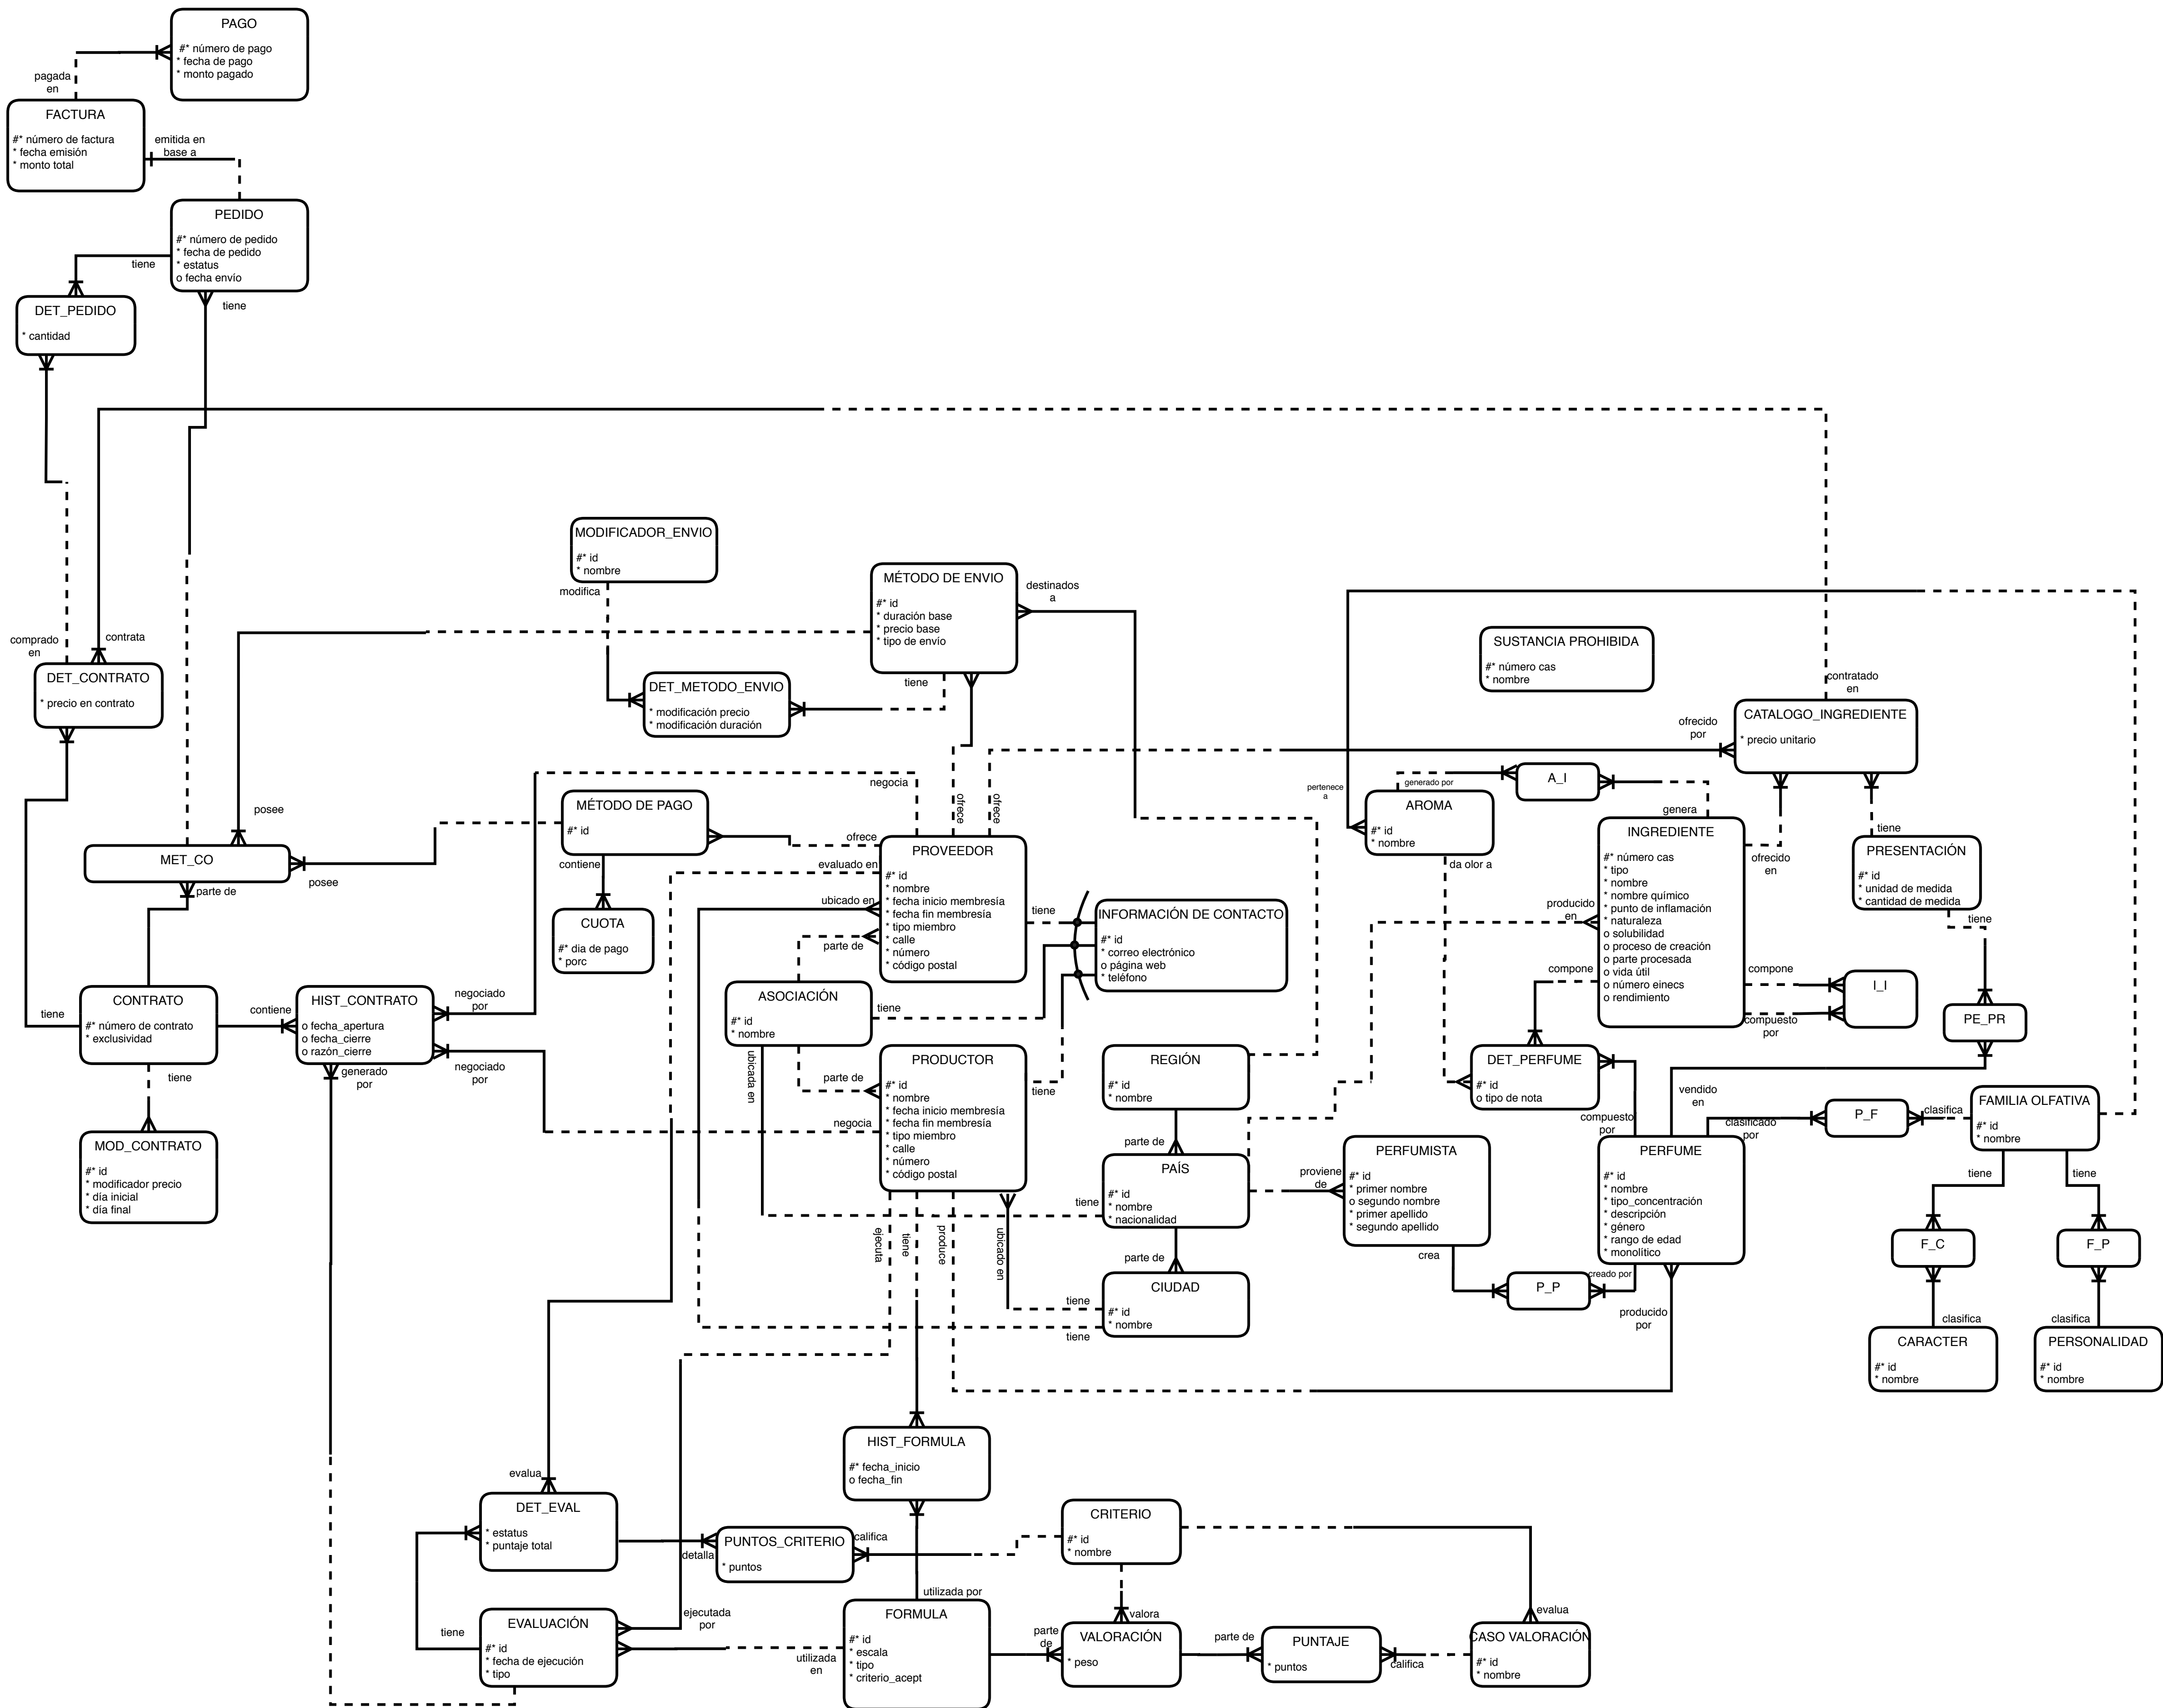 PAGO
#* número de pago
* fecha de pago
* monto pagado
pagada
en
FACTURA
#* número de factura
* fecha emisión
* monto total
emitida en
base a
PEDIDO
#* número de pedido
* fecha de pedido
* estatus
o fecha envío
tiene
tiene
DET_PEDIDO
* cantidad
comprado
en
contrata
DET_CONTRATO
* precio en contrato
MODIFICADOR_ENVIO
#* id
* nombre
modifica
MÉTODO DE ENVIO
#* id
* duración base
* precio base
* tipo de envío
destinados
a
tiene
DET_METODO_ENVIO
* modificación precio
* modificación duración
SUSTANCIA PROHIBIDA
#* número cas
* nombre
contratado
en
CATALOGO_INGREDIENTE
* precio unitario
ofrecido
por
negocia
ofrece
ofrece
posee
MÉTODO DE PAGO
#* id
contiene
ofrece
MET_CO
posee
parte de
CUOTA
#* dia de pago
* porc
evaluado en
ubicado en
parte de
PROVEEDOR
#* id
* nombre
* fecha inicio membresía
* fecha fin membresía
* tipo miembro
* calle
* número
* código postal
tiene
INFORMACIÓN DE CONTACTO
#* id
* correo electrónico
o página web
* teléfono
pertenece
a
generado por
A_I
AROMA
#* id
* nombre
da olor a
genera
INGREDIENTE
#* número cas
* tipo
* nombre
* nombre químico
* punto de inflamación
* naturaleza
o solubilidad
o proceso de creación
o parte procesada
o vida útil
o número einecs
o rendimiento
producido
en
compone
ofrecido
en
compone
compuesto
por
I_I
tiene
PRESENTACIÓN
#* id
* unidad de medida
* cantidad de medida
tiene
PE_PR
CONTRATO
#* número de contrato
* exclusividad
tiene
contiene
tiene
HIST_CONTRATO
o fecha_apertura
o fecha_cierre
o razón_cierre
negociado
por
negociado
por
generado
por
MOD_CONTRATO
#* id
* modificador precio
* día inicial
* día final
ASOCIACIÓN
#* id
* nombre
tiene
ubicada en
parte de
negocia
PRODUCTOR
#* id
* nombre
* fecha inicio membresía
* fecha fin membresía
* tipo miembro
* calle
* número
* código postal
tiene
ejecuta
tiene
produce
ubicado en
REGIÓN
#* id
* nombre
parte de
PAÍS
#* id
* nombre
* nacionalidad
tiene
parte de
CIUDAD
#* id
* nombre
tiene
tiene
proviene
de
PERFUMISTA
#* id
* primer nombre
o segundo nombre
* primer apellido
* segundo apellido
crea
P_P
creado por
DET_PERFUME
#* id
o tipo de nota
compuesto
por
vendido
en
clasificado
por
PERFUME
#* id
* nombre
* tipo_concentración
* descripción
* género
* rango de edad
* monolítico
producido
por
P_F
clasifica
FAMILIA OLFATIVA
#* id
* nombre
tiene
tiene
F_C
F_P
clasifica
clasifica
CARACTER
#* id
* nombre
PERSONALIDAD
#* id
* nombre
HIST_FORMULA
#* fecha_inicio
o fecha_fin
evalua
DET_EVAL
* estatus
* puntaje total
detalla
PUNTOS_CRITERIO
* puntos
califica
CRITERIO
#* id
* nombre
tiene
EVALUACIÓN
#* id
* fecha de ejecución
* tipo
ejecutada
por
utilizada
en
utilizada por
FORMULA
#* id
* escala
* tipo
* criterio_acept
parte
de
valora
VALORACIÓN
* peso
parte de
PUNTAJE
* puntos
califica
evalua
CASO VALORACIÓN
#* id
* nombre